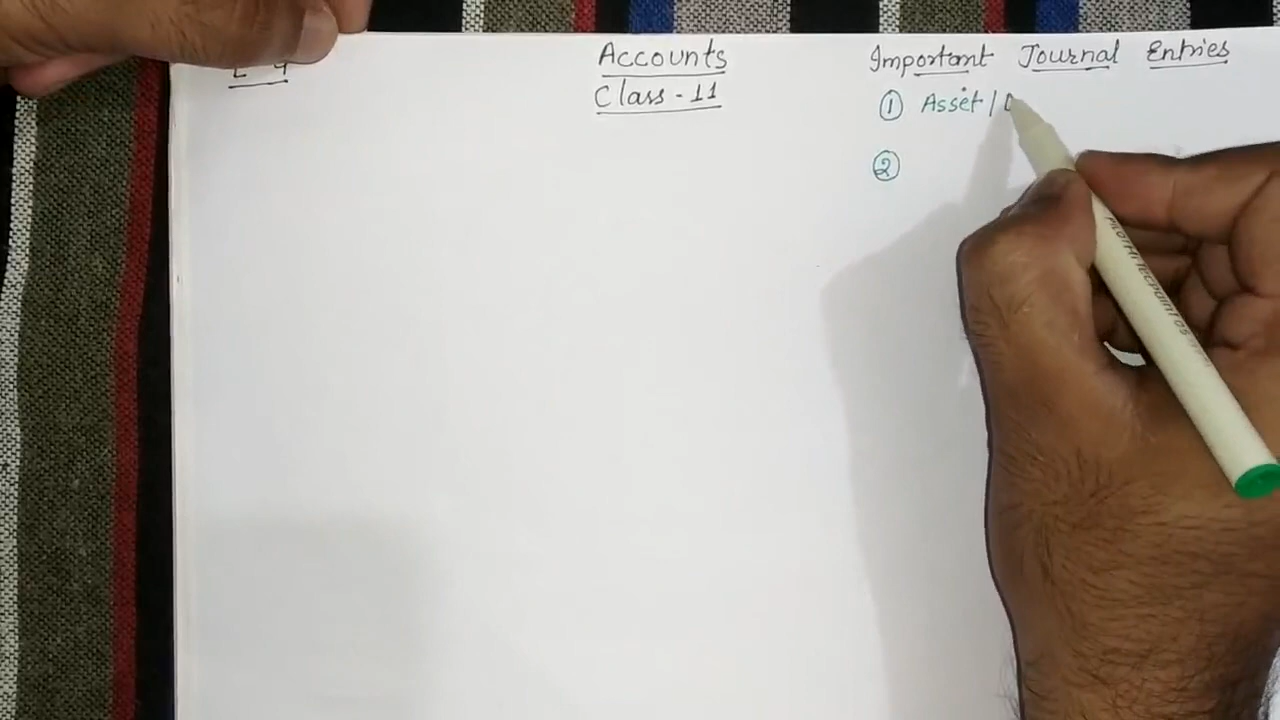 Accounts
Class - 11
Important Journal Entries
① Asset /
②